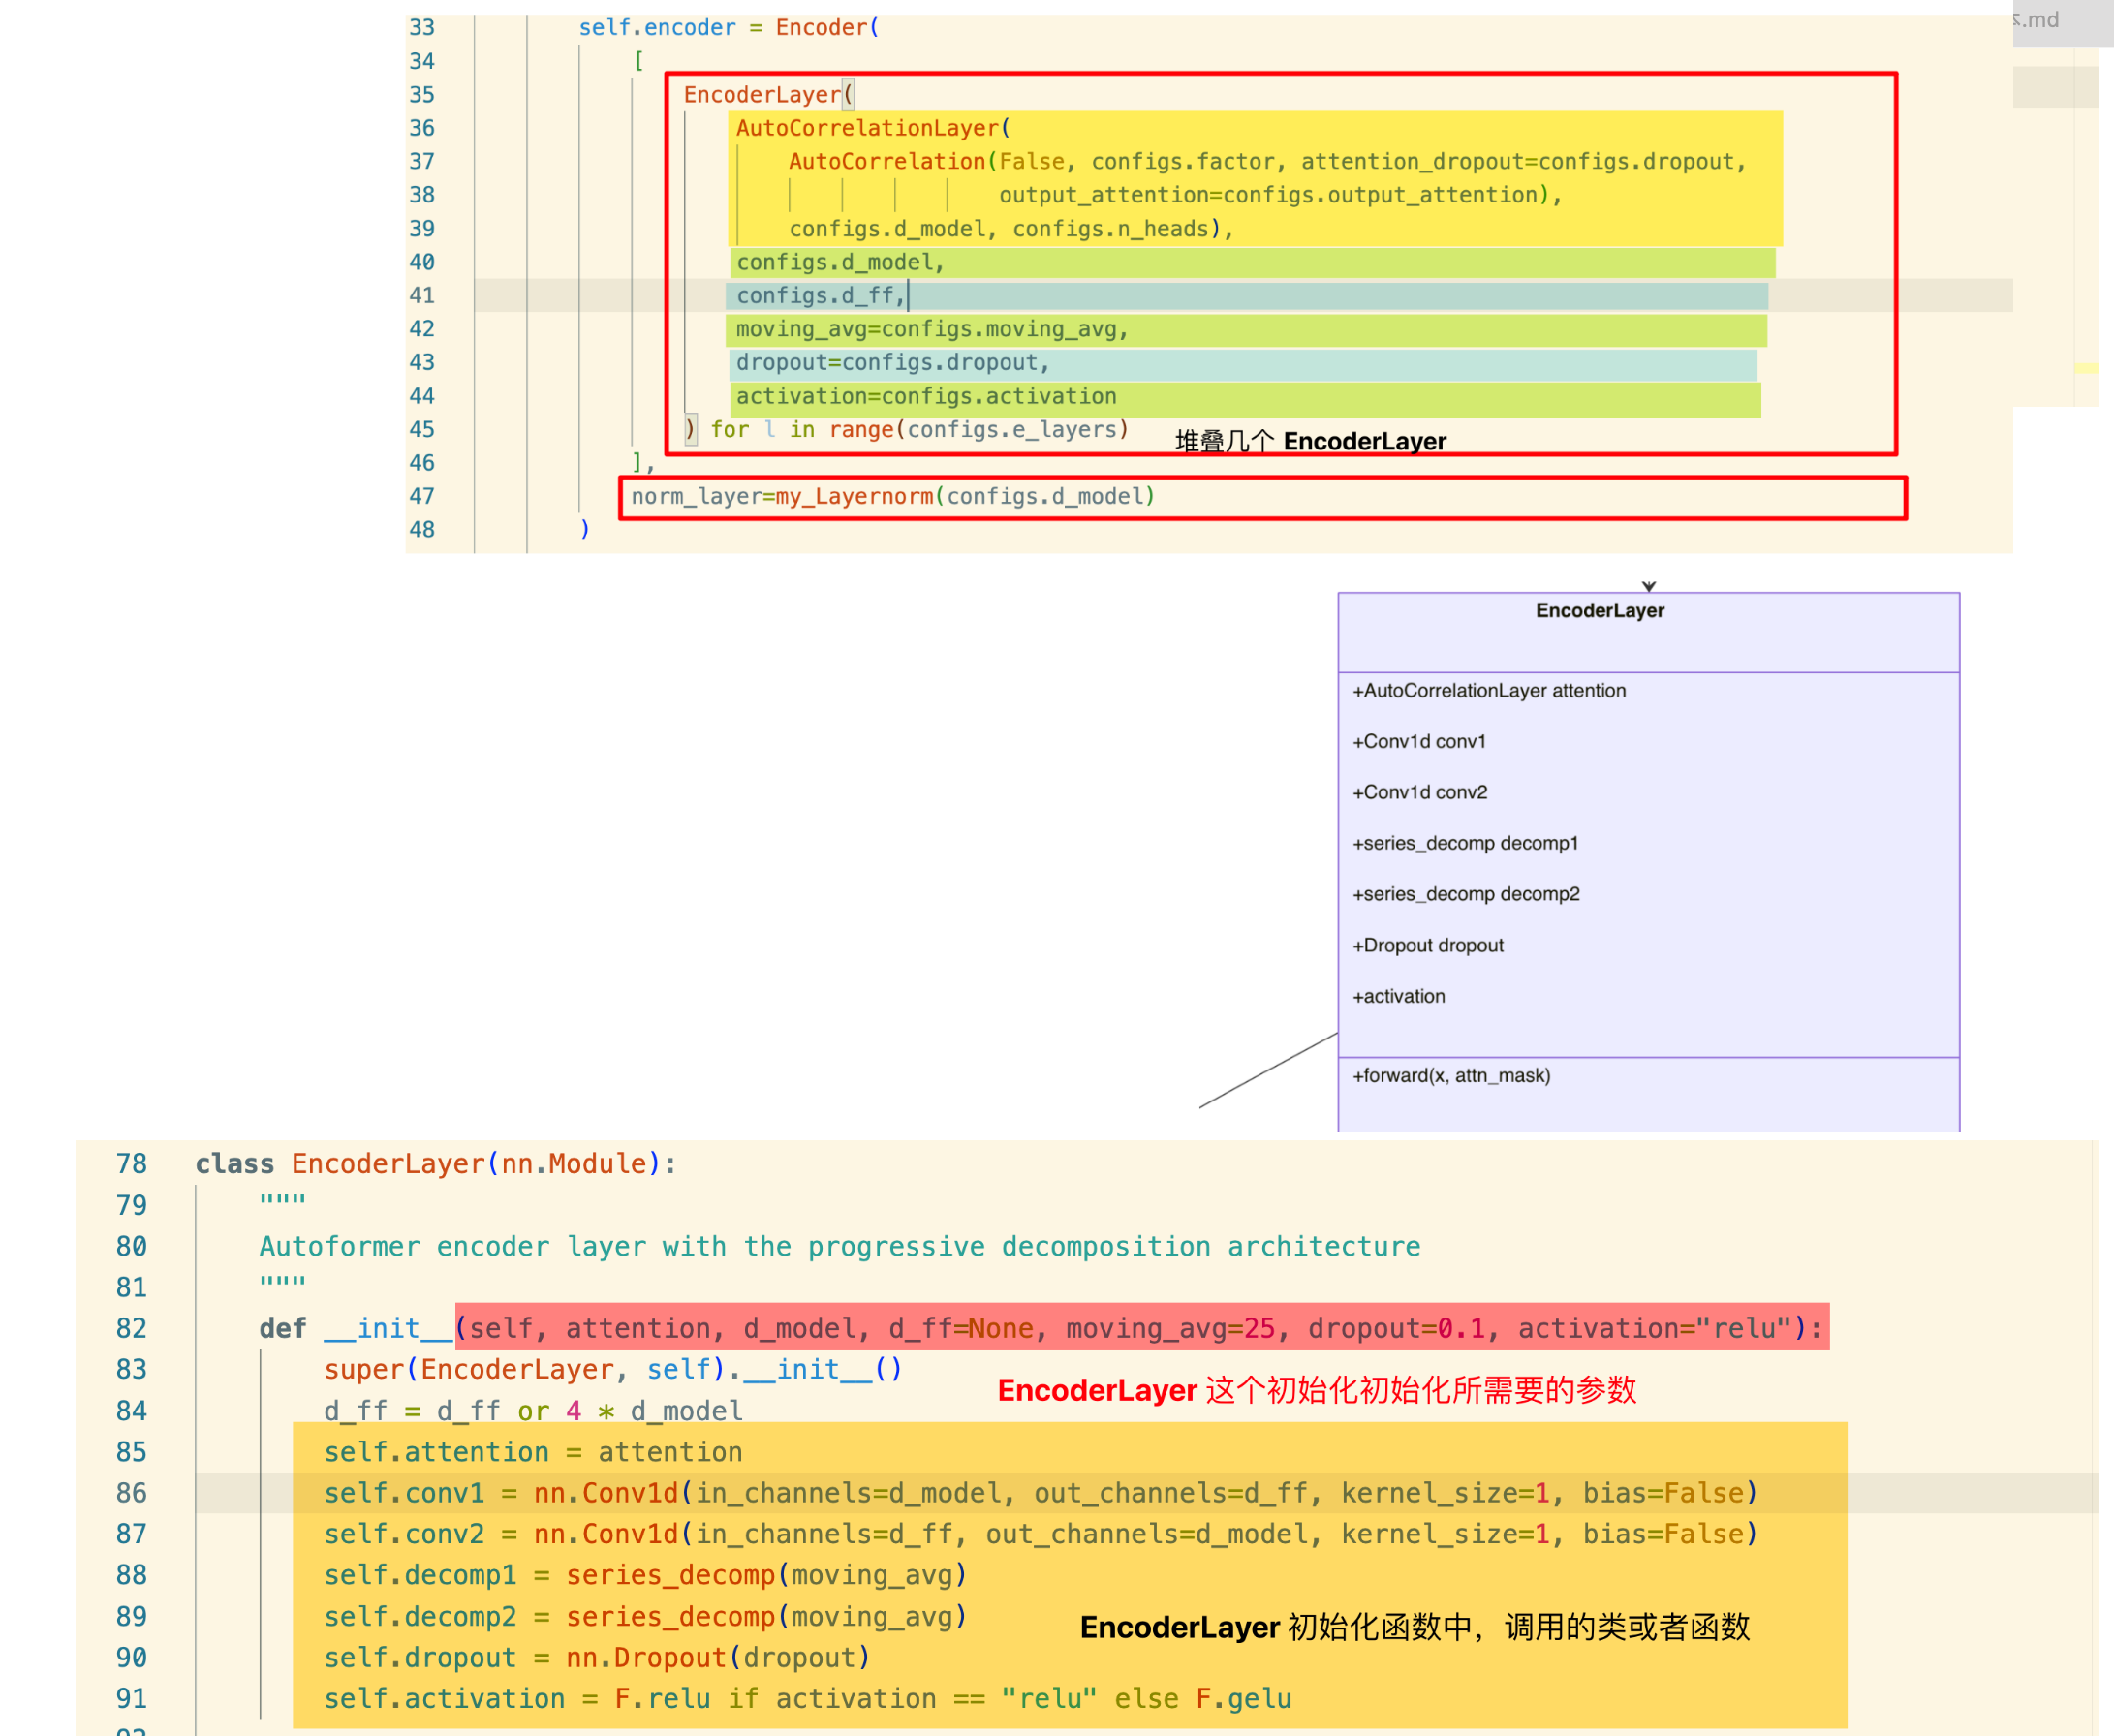 .md
33 self.encoder = Encoder(
34 [
35 EncoderLayer(
36 AutoCorrelationLayer(
37 AutoCorrelation(False, configs.factor, attention_dropout=configs.dropout,
38 output_attention=configs.output_attention),
39 configs.d_model, configs.n_heads),
40 configs.d_model,
41 configs.d_ff,
42 moving_avg=configs.moving_avg,
43 dropout=configs.dropout,
44 activation=configs.activation
45 ) for l in range(configs.e_layers)
堆叠几个 EncoderLayer
46 ],
47 norm_layer=my_Layernorm(configs.d_model)
48 )
EncoderLayer
+AutoCorrelationLayer attention
+Conv1d conv1
+Conv1d conv2
+series_decomp decomp1
+series_decomp decomp2
+Dropout dropout
+activation
+forward(x, attn_mask)
78 class EncoderLayer(nn.Module):
79 """
80 Autoformer encoder layer with the progressive decomposition architecture
81 """
82 def __init__(self, attention, d_model, d_ff=None, moving_avg=25, dropout=0.1, activation="relu"):
83 super(EncoderLayer, self).__init__()
EncoderLayer 这个初始化初始化所需要的参数
84 d_ff = d_ff or 4 * d_model
85 self.attention = attention
86 self.conv1 = nn.Conv1d(in_channels=d_model, out_channels=d_ff, kernel_size=1, bias=False)
87 self.conv2 = nn.Conv1d(in_channels=d_ff, out_channels=d_model, kernel_size=1, bias=False)
88 self.decomp1 = series_decomp(moving_avg)
89 self.decomp2 = series_decomp(moving_avg)
EncoderLayer 初始化函数中，调用的类或者函数
90 self.dropout = nn.Dropout(dropout)
91 self.activation = F.relu if activation == "relu" else F.gelu